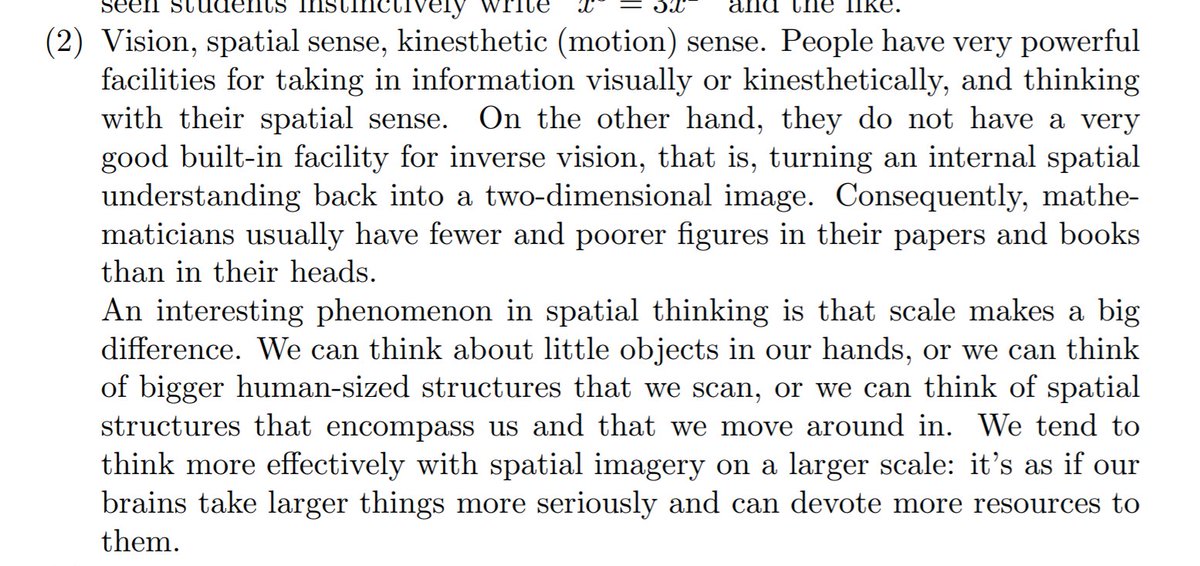 seen students instinctively write x = 3x and the like.
(2) Vision, spatial sense, kinesthetic (motion) sense. People have very powerful
facilities for taking in information visually or kinesthetically, and thinking
with their spatial sense. On the other hand, they do not have a very
good built-in facility for inverse vision, that is, turning an internal spatial
understanding back into a two-dimensional image. Consequently, mathe-
maticians usually have fewer and poorer figures in their papers and books
than in their heads.
An interesting phenomenon in spatial thinking is that scale makes a big
difference. We can think about little objects in our hands, or we can think
of bigger human-sized structures that we scan, or we can think of spatial
structures that encompass us and that we move around in. We tend to
think more effectively with spatial imagery on a larger scale: it's as if our
brains take larger things more seriously and can devote more resources to
them.